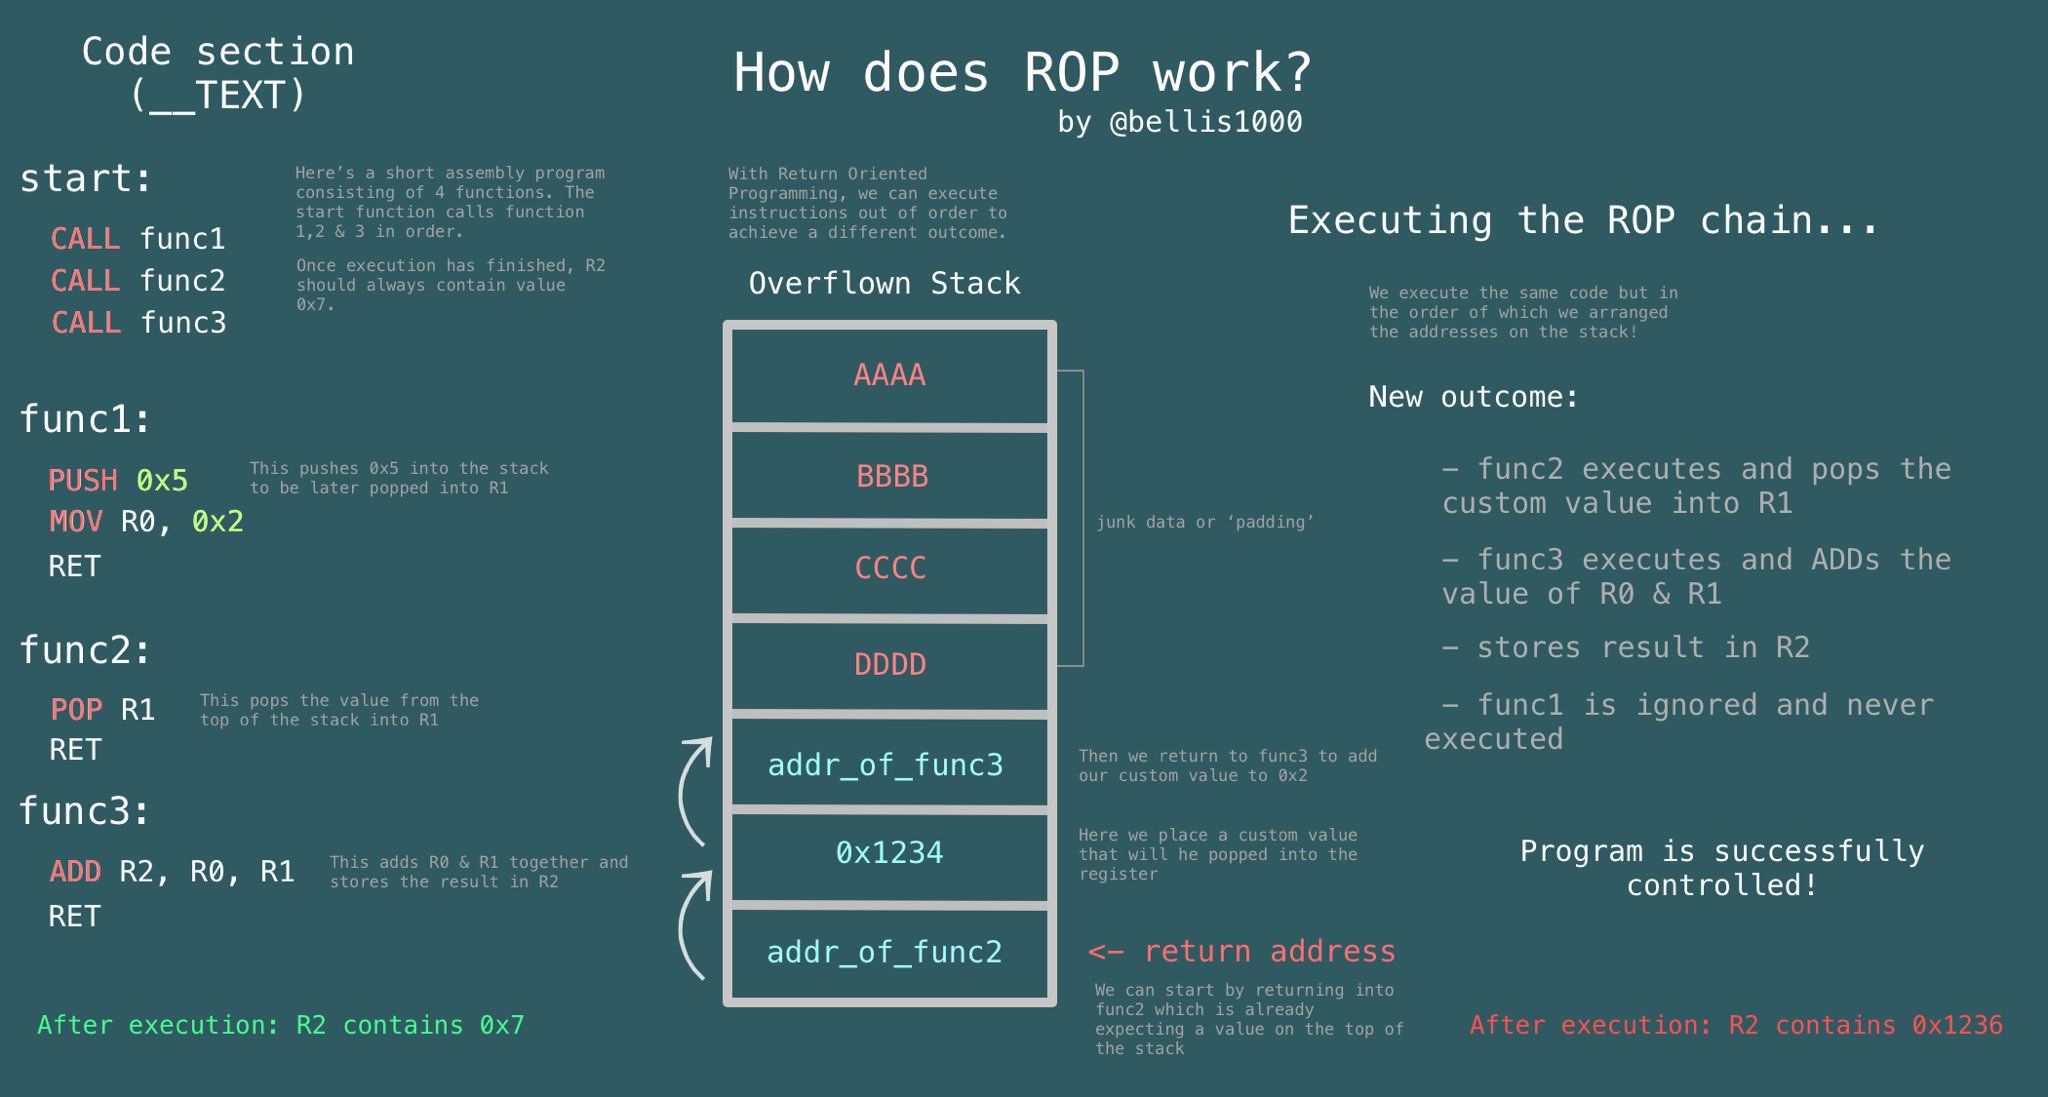 Code section
(__TEXT)
start:
CALL func1
CALL func2
CALL func3
Here’s a short assembly program
consisting of 4 functions. The
start function calls function
1,2 & 3 in order.
Once execution has finished, R2
should always contain value
0x7.
func1:
PUSH 0x5
MOV R0, 0x2
RET
This pushes 0x5 into the stack
to be later popped into R1
func2:
POP R1
RET
This pops the value from the
top of the stack into R1
func3:
ADD R2, R0, R1
RET
This adds R0 & R1 together and
stores the result in R2
After execution: R2 contains 0x7
How does ROP work?
by @bellis1000
With Return Oriented
Programming, we can execute
instructions out of order to
achieve a different outcome.
Overflown Stack
AAAA
BBBB
CCCC
DDDD
junk data or ‘padding’
addr_of_func3
Then we return to func3 to add
our custom value to 0x2
0x1234
Here we place a custom value
that will he popped into the
register
addr_of_func2
<− return address
We can start by returning into
func2 which is already
expecting a value on the top of
the stack
Executing the ROP chain...
We execute the same code but in
the order of which we arranged
the addresses on the stack!
New outcome:
− func2 executes and pops the
custom value into R1
− func3 executes and ADDs the
value of R0 & R1
− stores result in R2
− func1 is ignored and never
executed
Program is successfully
controlled!
After execution: R2 contains 0x1236